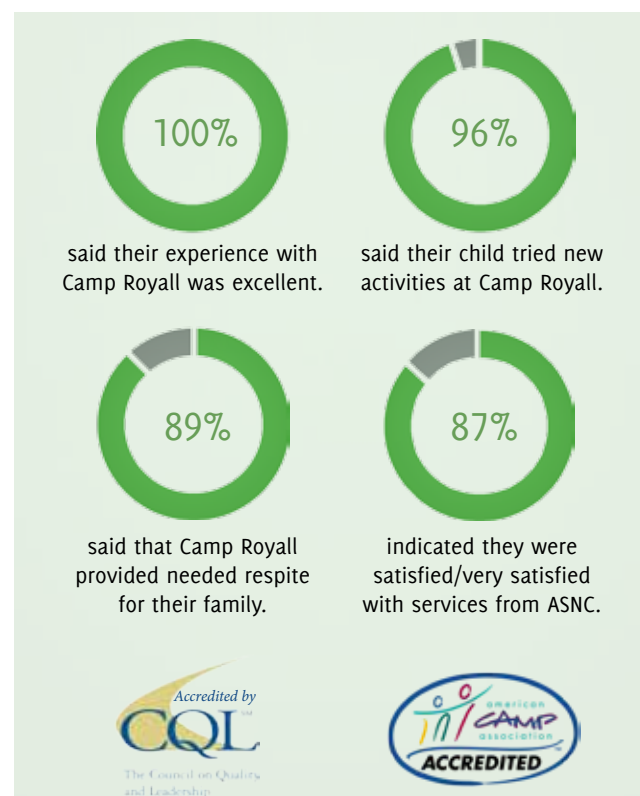 100%
said their experience with
Camp Royall was excellent.
96%
said their child tried new
activities at Camp Royall.
89%
said that Camp Royall
provided needed respite
for their family.
87%
indicated they were
satisfied/very satisfied
with services from ASNC.
Accredited by
CQL
The Council on Quality
and Leadership
american
CAMP
association
ACCREDITED